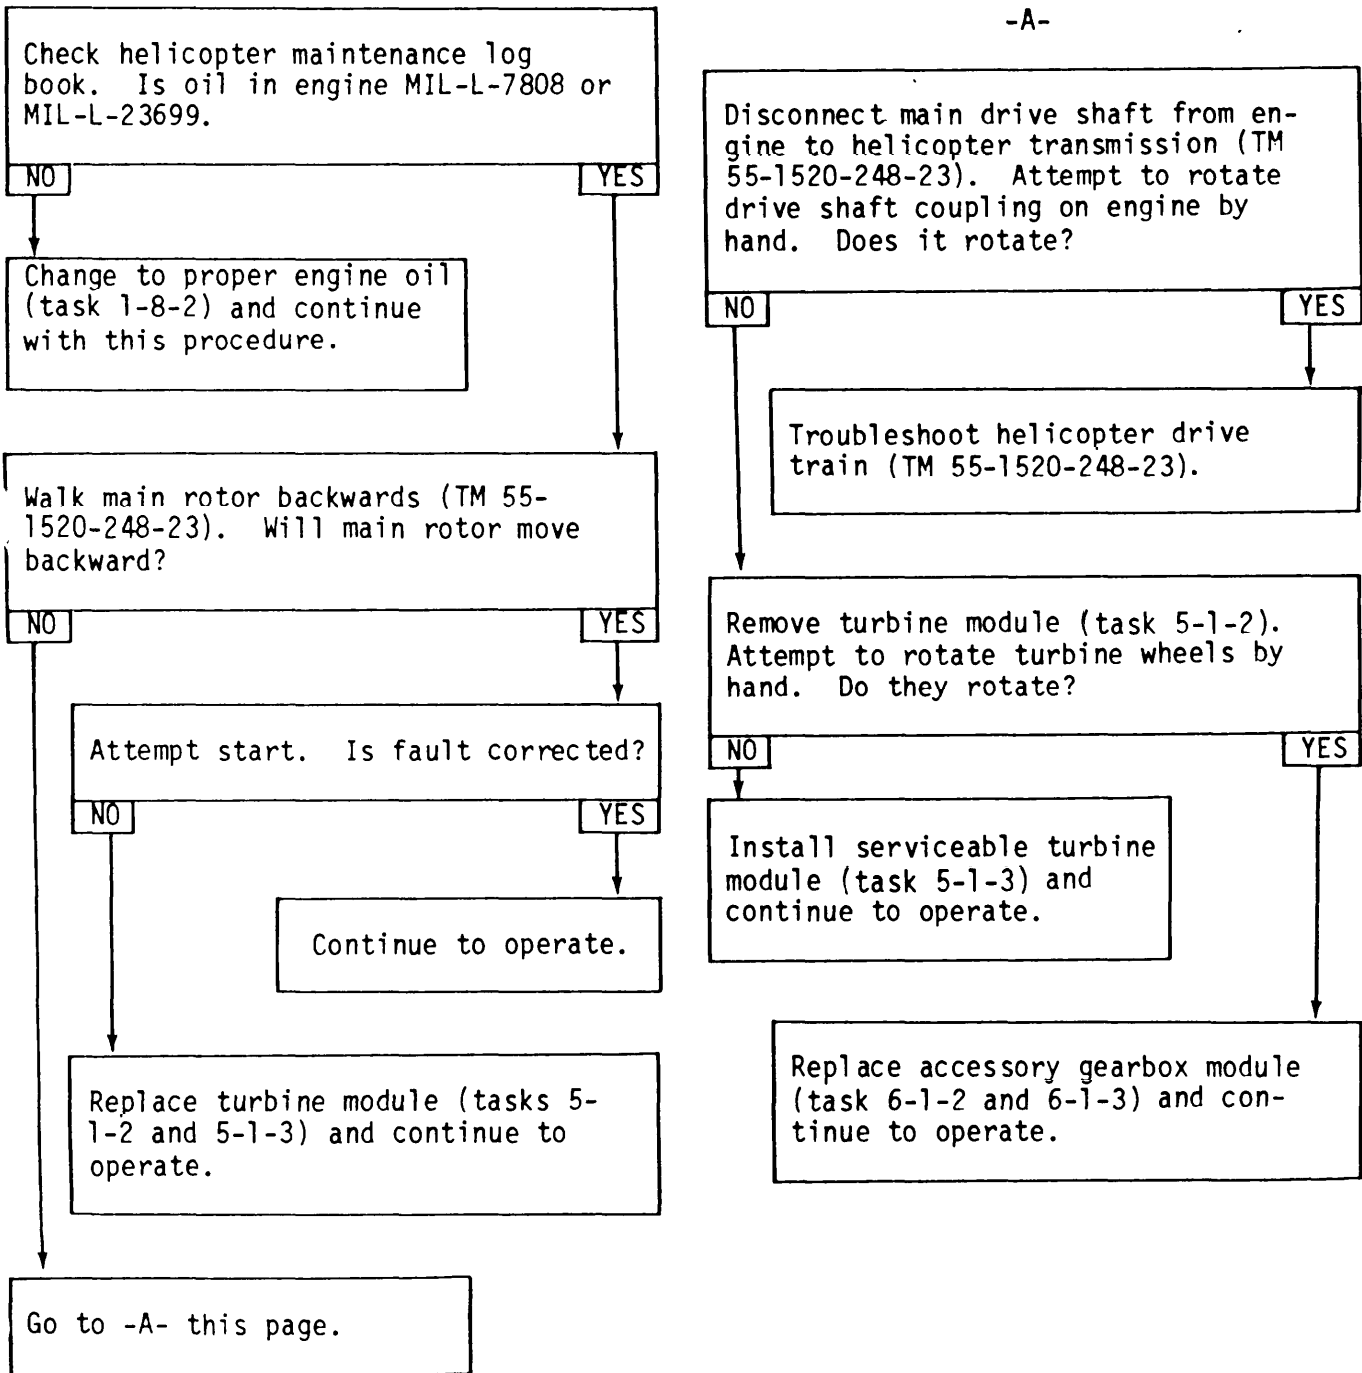 Check helicopter maintenance log
book. Is oil in engine MIL-L-7808 or
MIL-L-23699.
NO
YES
Change to proper engine oil
(task 1-8-2) and continue
with this procedure.
Walk main rotor backwards (TM 55-
1520-248-23). Will main rotor move
backward?
NO
YES
Attempt start. Is fault corrected?
NO
YES
Continue to operate.
Replace turbine module (tasks 5-
1-2 and 5-1-3) and continue to
operate.
Go to -A- this page.
-A-
Disconnect main drive shaft from en-
gine to helicopter transmission (TM
55-1520-248-23). Attempt to rotate
drive shaft coupling on engine by
hand. Does it rotate?
NO
YES
Troubleshoot helicopter drive
train (TM 55-1520-248-23).
Remove turbine module (task 5-1-2).
Attempt to rotate turbine wheels by
hand. Do they rotate?
NO
YES
Install serviceable turbine
module (task 5-1-3) and
continue to operate.
Replace accessory gearbox module
(task 6-1-2 and 6-1-3) and con-
tinue to operate.